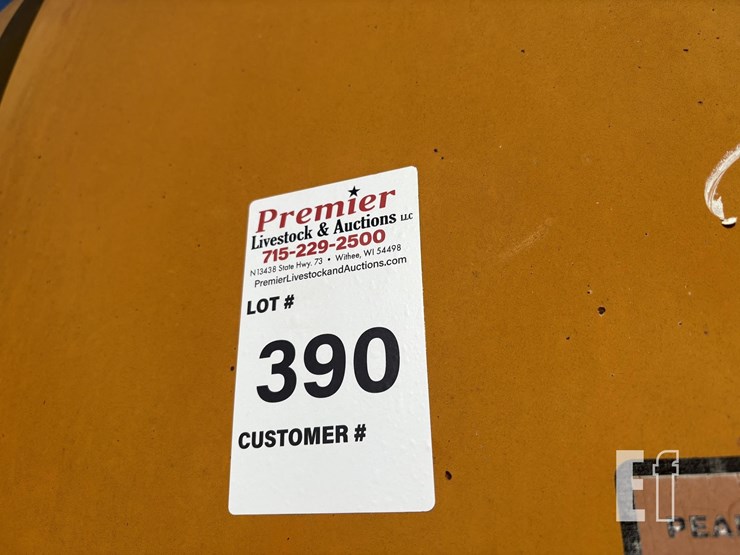 Premier
Livestock & Auctions LLC
715-229-2500
N13438 State Hwy. 73 • Withee, WI 54498
PremierLivestockandAuctions.com
LOT #
390
CUSTOMER #
Ef